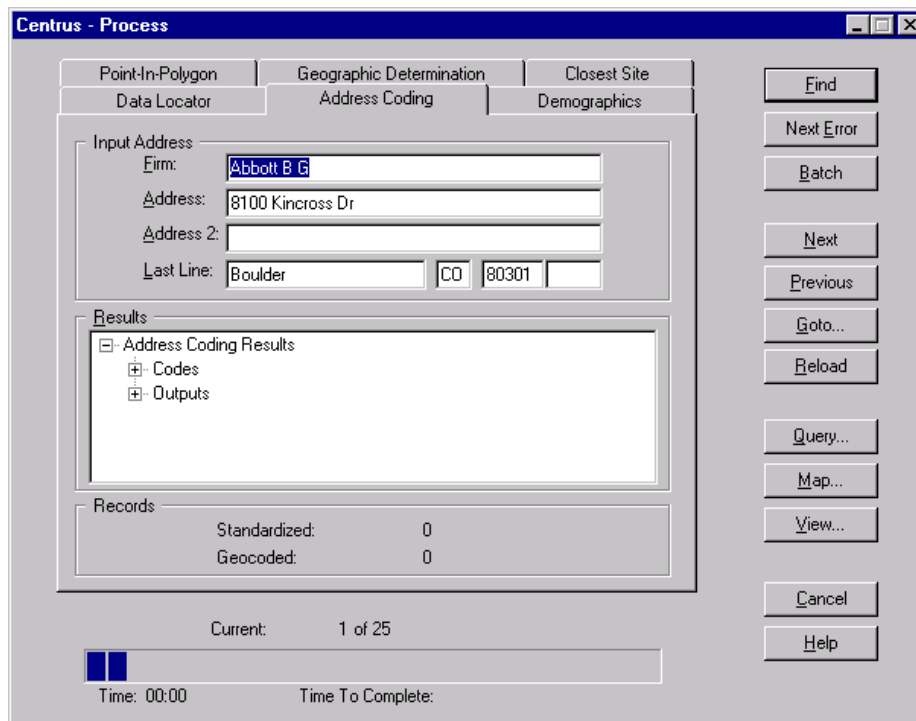 Centrus - Process
Point-In-Polygon Geographic Determination Closest Site
Data Locator Address Coding Demographics
Input Address
Firm: Abbott B G
Address: 8100 Kincross Dr
Address 2:
Last Line: Boulder CO 80301
Results
Address Coding Results
Codes
Outputs
Records
Standardized: 0
Geocoded: 0
Current: 1 of 25
Time: 00:00 Time To Complete:
Find
Next Error
Batch
Next
Previous
Goto...
Reload
Query...
Map...
View...
Cancel
Help